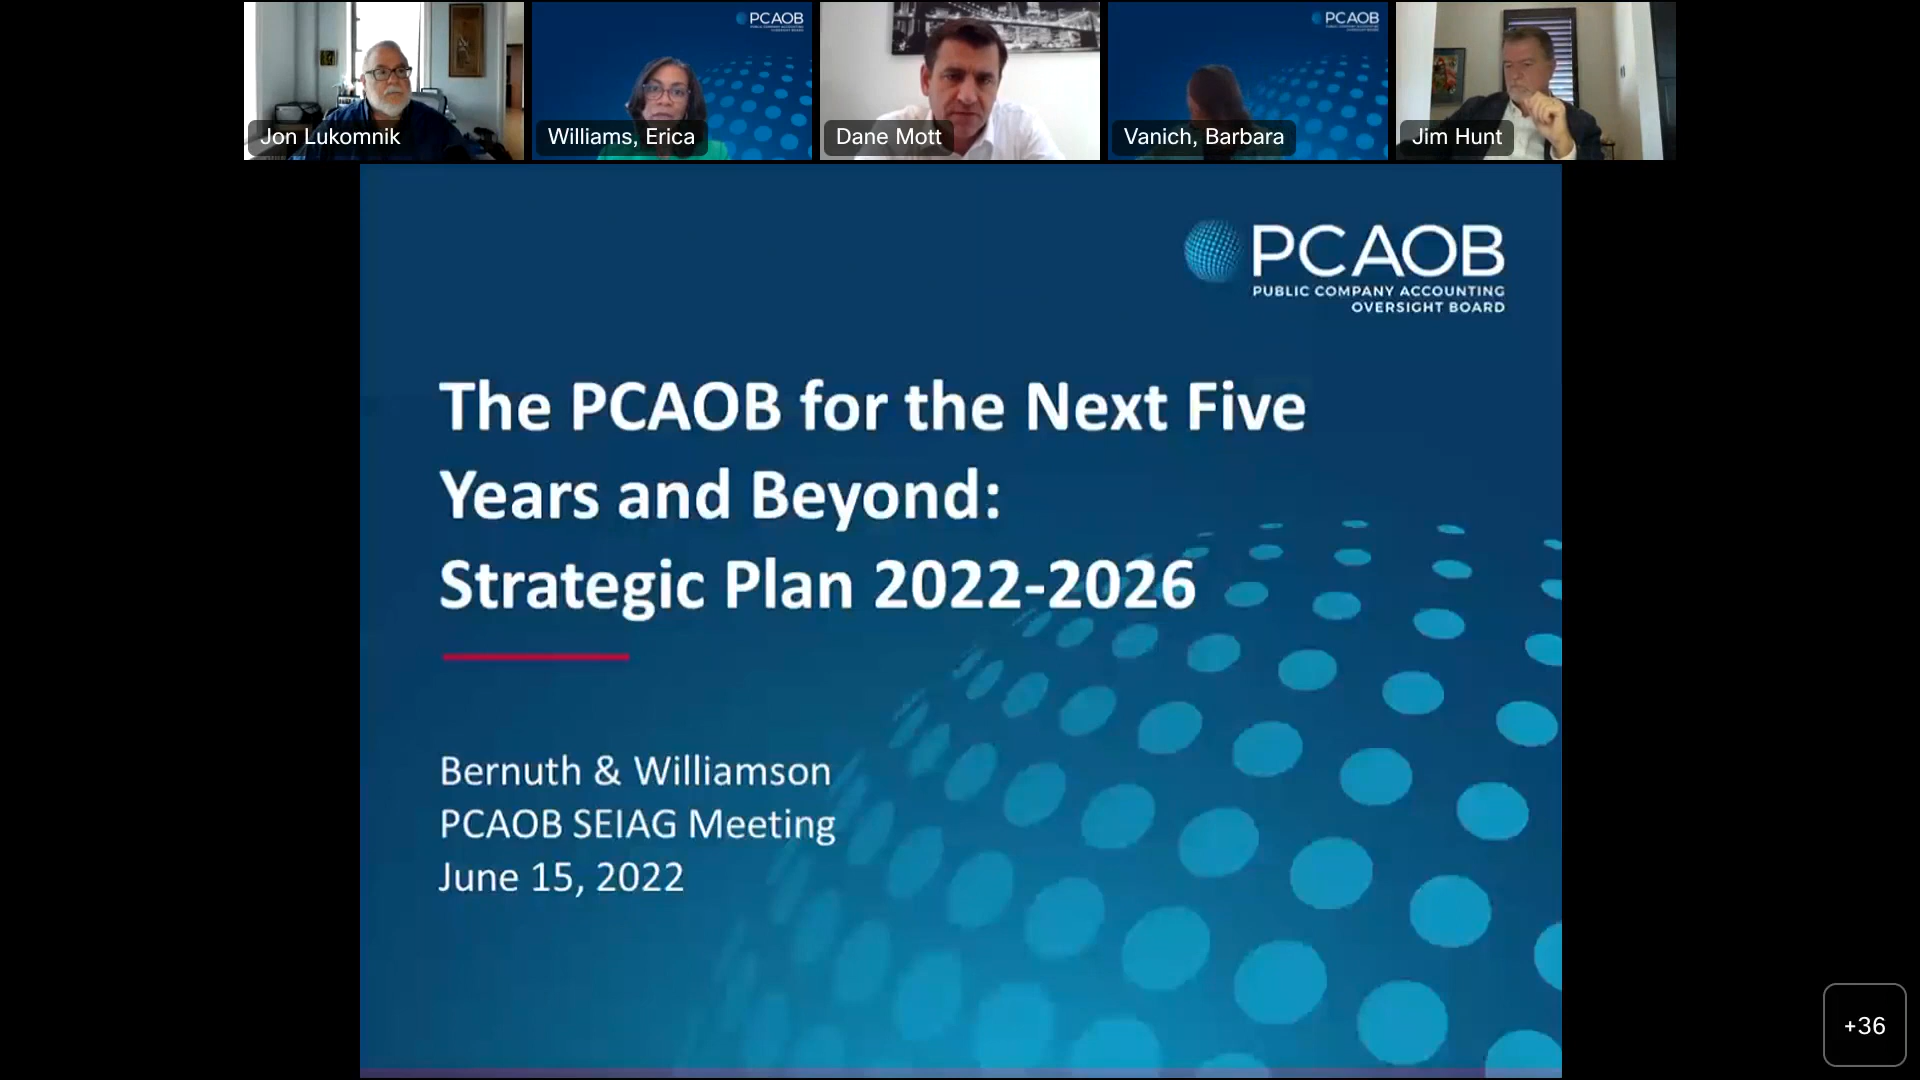 PCAOB
PCAOB
Jon Lukomnik
Williams, Erica
Dane Mott
Vanich, Barbara
Jim Hunt
PCAOB
PUBLIC COMPANY ACCOUNTING
OVERSIGHT BOARD
The PCAOB for the Next Five
Years and Beyond:
Strategic Plan 2022-2026
Bernuth & Williamson
PCAOB SEIAG Meeting
June 15, 2022
+36